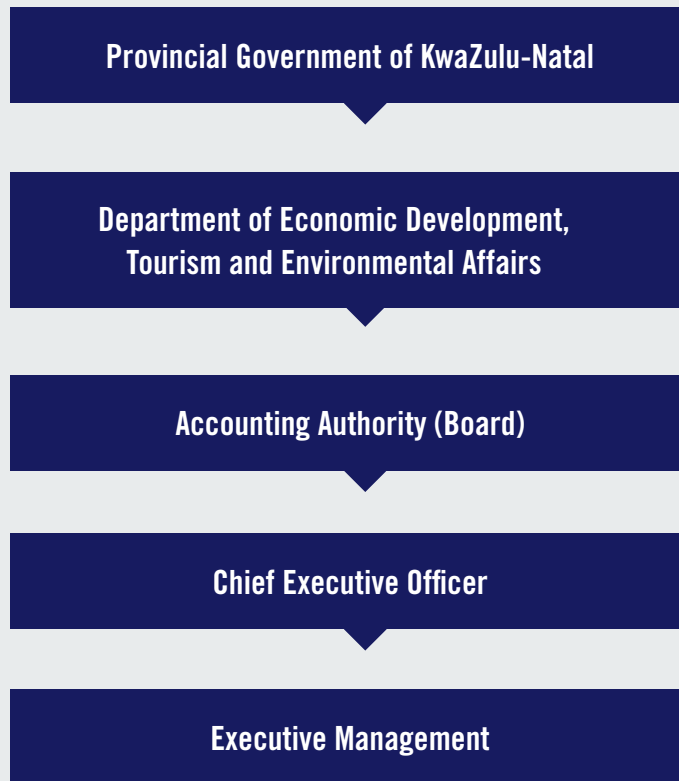 Provincial Government of KwaZulu-Natal
Department of Economic Development,
Tourism and Environmental Affairs
Accounting Authority (Board)
Chief Executive Officer
Executive Management